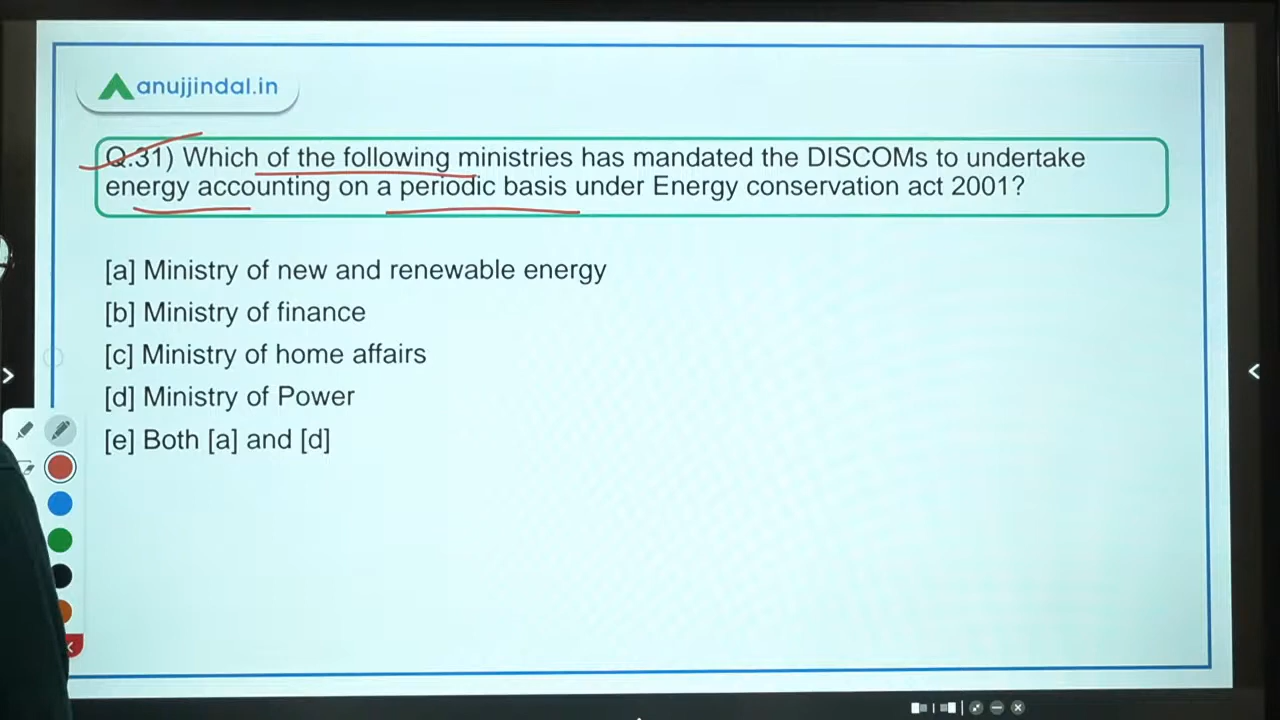 anujjindal.in
Q.31) Which of the following ministries has mandated the DISCOMs to undertake
energy accounting on a periodic basis under Energy conservation act 2001?
[a] Ministry of new and renewable energy
[b] Ministry of finance
[c] Ministry of home affairs
[d] Ministry of Power
[e] Both [a] and [d]